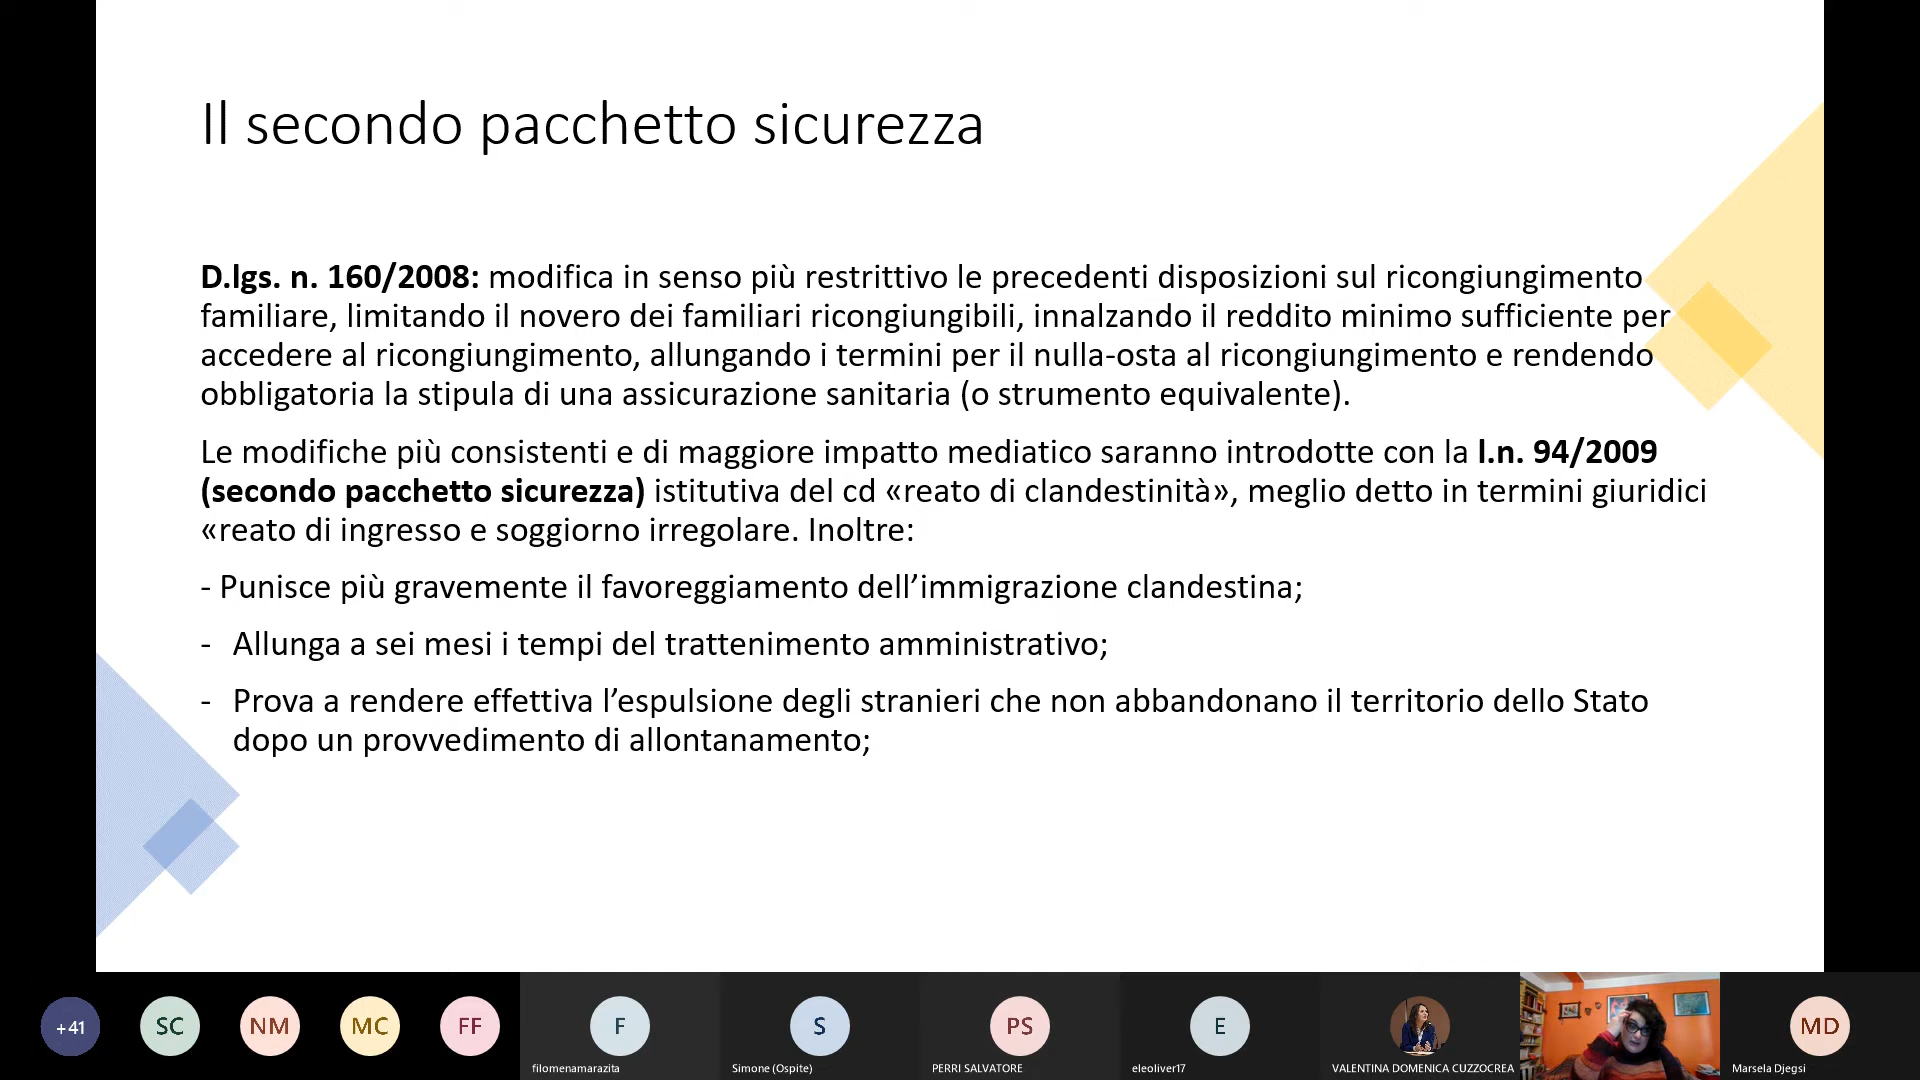 Il secondo pacchetto sicurezza
D.lgs. n. 160/2008: modifica in senso più restrittivo le precedenti disposizioni sul ricongiungimento
familiare, limitando il novero dei familiari ricongiungibili, innalzando il reddito minimo sufficiente per
accedere al ricongiungimento, allungando i termini per il nulla-osta al ricongiungimento e rendendo
obbligatoria la stipula di una assicurazione sanitaria (o strumento equivalente).
Le modifiche più consistenti e di maggiore impatto mediatico saranno introdotte con la l.n. 94/2009
(secondo pacchetto sicurezza) istitutiva del cd «reato di clandestinità», meglio detto in termini giuridici
«reato di ingresso e soggiorno irregolare. Inoltre:
- Punisce più gravemente il favoreggiamento dell’immigrazione clandestina;
- Allunga a sei mesi i tempi del trattenimento amministrativo;
- Prova a rendere effettiva l’espulsione degli stranieri che non abbandonano il territorio dello Stato
dopo un provvedimento di allontanamento;
+41 SC NM MC FF F S PS E MD
filomenamarazita Simone (Ospite) PERRI SALVATORE eleoliver17 VALENTINA DOMENICA CUZZOCREA Marsela Djegsi